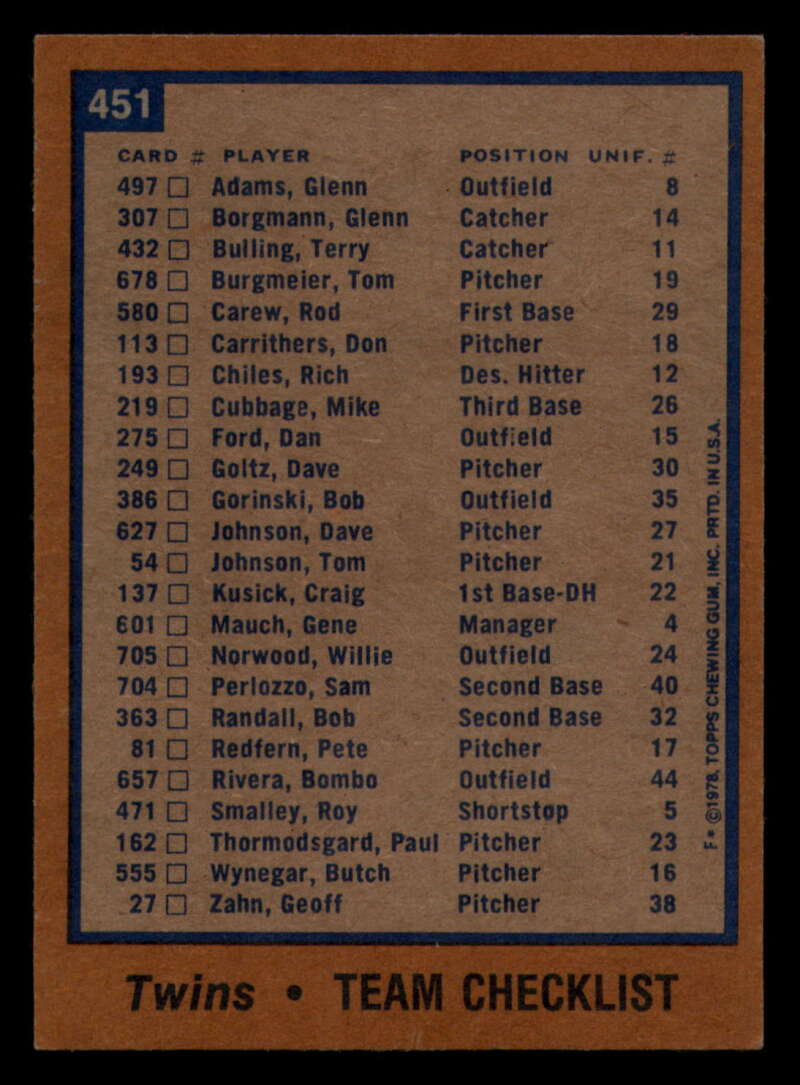 451
CARD # PLAYER POSITION UNIF. #
497 □ Adams, Glenn Outfield 8
307 □ Borgmann, Glenn Catcher 14
432 □ Bulling, Terry Catcher 11
678 □ Burgmeier, Tom Pitcher 19
580 □ Carew, Rod First Base 29
113 □ Carrithers, Don Pitcher 18
193 □ Chiles, Rich Des. Hitter 12
219 □ Cubbage, Mike Third Base 26
275 □ Ford, Dan Outfield 15
249 □ Goltz, Dave Pitcher 30
386 □ Gorinski, Bob Outfield 35
627 □ Johnson, Dave Pitcher 27
54 □ Johnson, Tom Pitcher 21
137 □ Kusick, Craig 1st Base-DH 22
601 □ Mauch, Gene Manager 4
705 □ Norwood, Willie Outfield 24
704 □ Perlozzo, Sam Second Base 40
363 □ Randall, Bob Second Base 32
81 □ Redfern, Pete Pitcher 17
657 □ Rivera, Bombo Outfield 44
471 □ Smalley, Roy Shortstop 5
162 □ Thormodsgard, Paul Pitcher 23
555 □ Wynegar, Butch Pitcher 16
27 □ Zahn, Geoff Pitcher 38
F* ©1978, TOPPS CHEWING GUM, INC. PRTD. IN U.S.A.
Twins • TEAM CHECKLIST